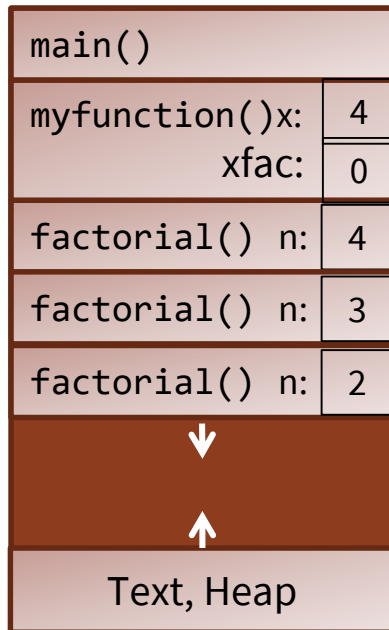 main()
myfunction()x: 4
xfac: 0
factorial() n: 4
factorial() n: 3
factorial() n: 2
Text, Heap